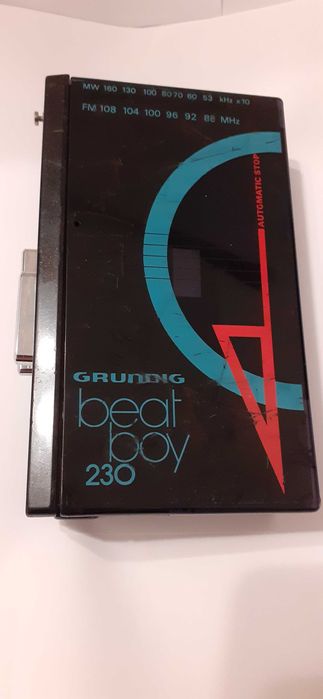 MW 160 130 100 80 70 60 53 kHz x10
FM 108 104 100 96 92 88 MHz
AUTOMATIC STOP
GRUNDIG
beat
boy
230